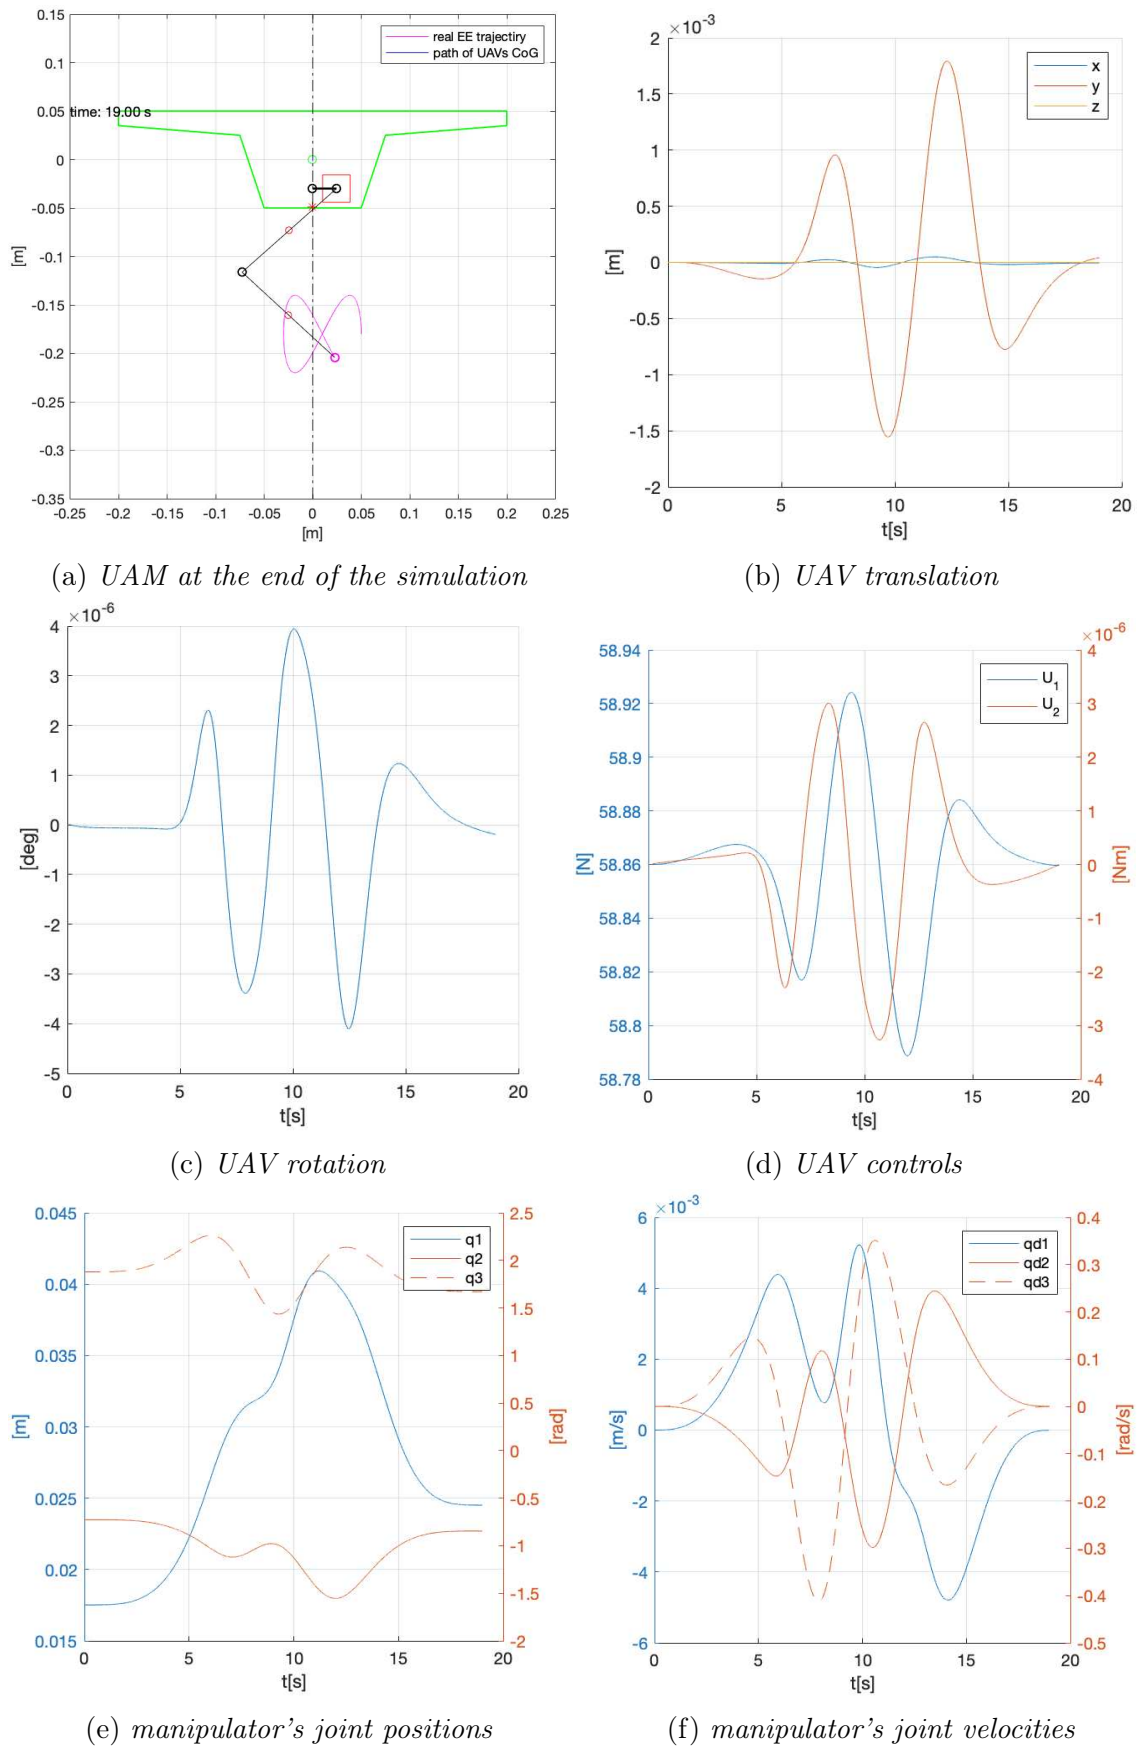 0.15
0.1
0.05
0
-0.05
-0.1
-0.15
-0.2
-0.25
-0.3
-0.35
[m]
real EE trajectiry
path of UAVs CoG
time: 19.00 s
-0.25 -0.2 -0.15 -0.1 -0.05 0 0.05 0.1 0.15 0.2 0.25
[m]
(a) UAM at the end of the simulation
×10-3
2
1.5
1
0.5
0
-0.5
-1
-1.5
-2
[m]
x
y
z
0 5 10 15 20
t[s]
(b) UAV translation
×10-6
4
3
2
1
0
-1
-2
-3
-4
-5
[deg]
0 5 10 15 20
t[s]
(c) UAV rotation
58.94
58.92
58.9
58.88
58.86
58.84
58.82
58.8
58.78
[N]
U1
U2
×10-6
4
3
2
1
0
-1
-2
-3
-4
[Nm]
0 5 10 15 20
t[s]
(d) UAV controls
0.045
0.04
0.035
0.03
0.025
0.02
0.015
[m]
q1
q2
q3
2.5
2
1.5
1
0.5
0
-0.5
-1
-1.5
-2
[rad]
0 5 10 15 20
t[s]
(e) manipulator's joint positions
×10-3
6
4
2
0
-2
-4
-6
[m/s]
qd1
qd2
qd3
0.4
0.3
0.2
0.1
0
-0.1
-0.2
-0.3
-0.4
-0.5
[rad/s]
0 5 10 15 20
t[s]
(f) manipulator's joint velocities